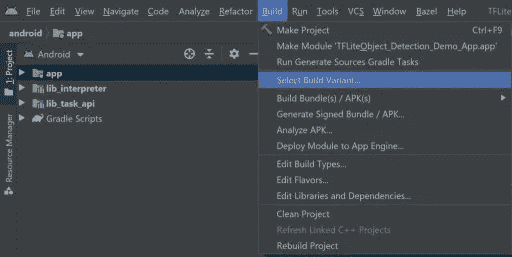 File Edit View Navigate Code Analyze Refactor Build Run Tools VCS Window Bazel Help TFLite
android app
1: Project
Android
app
lib_interpreter
lib_task_api
Gradle Scripts
Resource Manager
Make Project Ctrl+F9
Make Module 'TFLiteObject_Detection_Demo_App.app'
Run Generate Sources Gradle Tasks
Select Build Variant...
Build Bundle(s) / APK(s)
Generate Signed Bundle / APK...
Analyze APK...
Deploy Module to App Engine...
Edit Build Types...
Edit Flavors...
Edit Libraries and Dependencies...
Clean Project
Refresh Linked C++ Projects
Rebuild Project